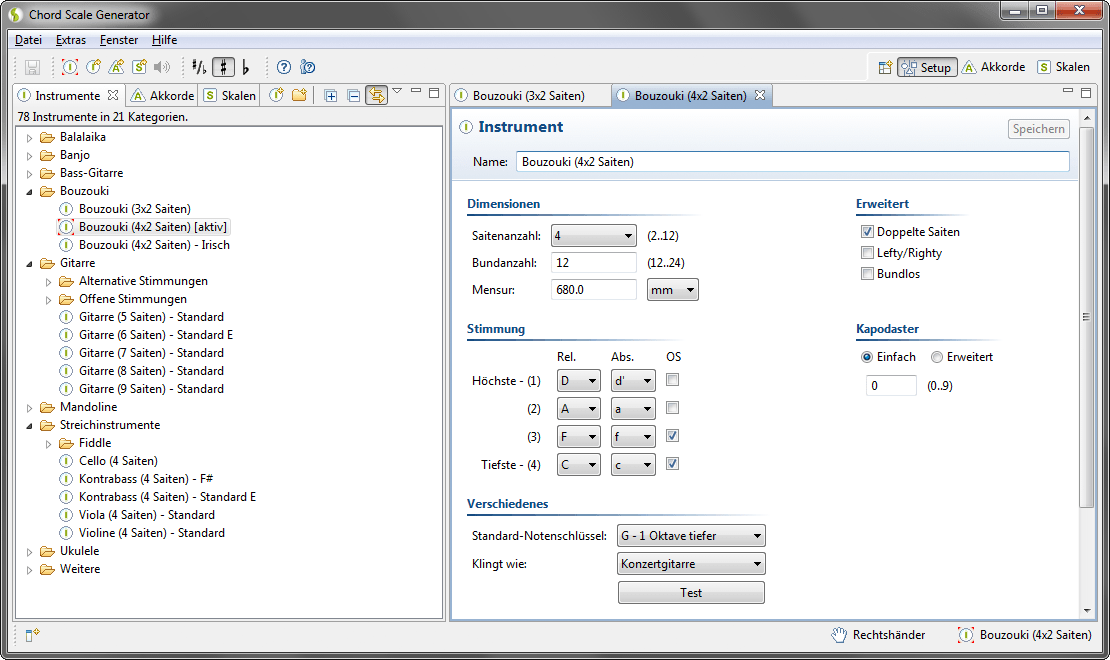 Chord Scale Generator
Datei Extras Fenster Hilfe
♯/♭ ♯ ♭ Setup Akkorde Skalen
Instrumente Akkorde Skalen
78 Instrumente in 21 Kategorien.
Balalaika
Banjo
Bass-Gitarre
Bouzouki
Bouzouki (3x2 Saiten)
Bouzouki (4x2 Saiten) [aktiv]
Bouzouki (4x2 Saiten) - Irisch
Gitarre
Alternative Stimmungen
Offene Stimmungen
Gitarre (5 Saiten) - Standard
Gitarre (6 Saiten) - Standard E
Gitarre (7 Saiten) - Standard
Gitarre (8 Saiten) - Standard
Gitarre (9 Saiten) - Standard
Mandoline
Streichinstrumente
Fiddle
Cello (4 Saiten)
Kontrabass (4 Saiten) - F#
Kontrabass (4 Saiten) - Standard E
Viola (4 Saiten) - Standard
Violine (4 Saiten) - Standard
Ukulele
Weitere
Bouzouki (3x2 Saiten) Bouzouki (4x2 Saiten)
Instrument Speichern
Name: Bouzouki (4x2 Saiten)
Dimensionen
Saitenanzahl: 4 (2..12)
Bundanzahl: 12 (12..24)
Mensur: 680.0 mm
Erweitert
Doppelte Saiten
Lefty/Righty
Bundlos
Stimmung
Rel. Abs. OS
Höchste - (1) D d'
(2) A a
(3) F f
Tiefste - (4) C c
Kapodaster
Einfach Erweitert
0 (0..9)
Verschiedenes
Standard-Notenschlüssel: G - 1 Oktave tiefer
Klingt wie: Konzertgitarre
Test
Rechtshänder Bouzouki (4x2 Saiten)